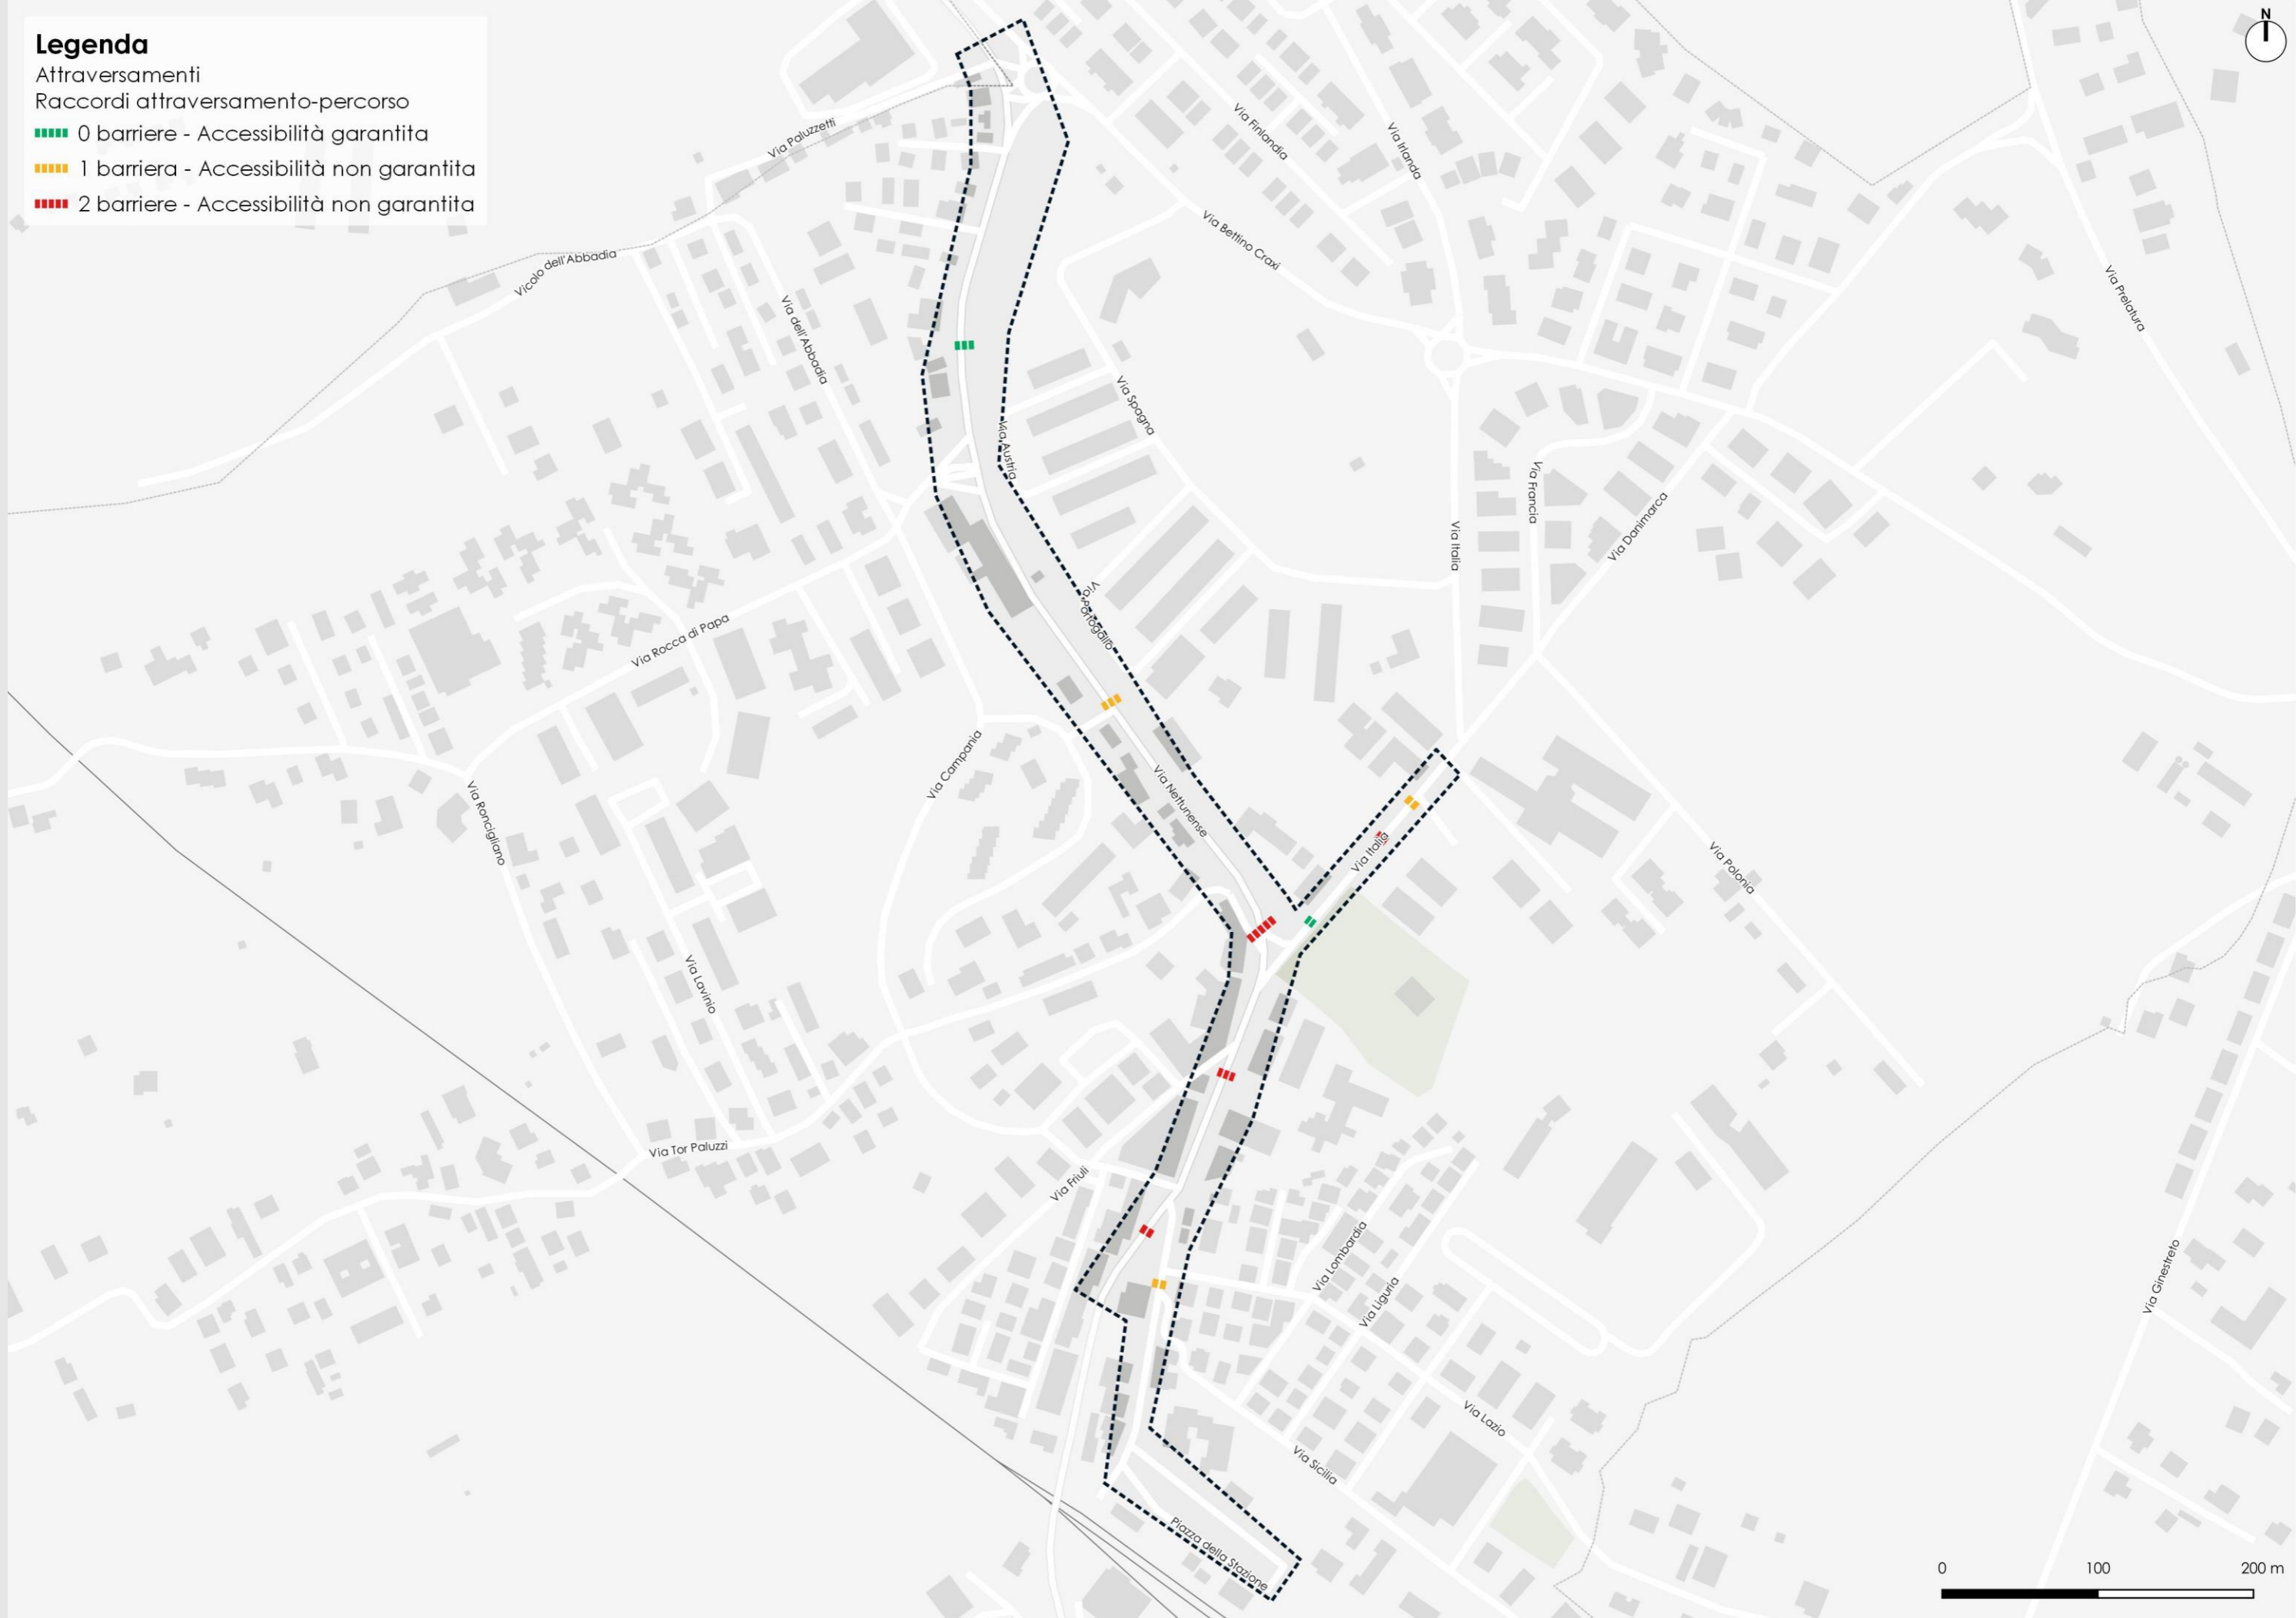 Legenda
Attraversamenti
Raccordi attraversamento-percorso
0 barriere - Accessibilità garantita
1 barriera - Accessibilità non garantita
2 barriere - Accessibilità non garantita
N
Via Paluzzetti
Via Finlandia
Via Irlanda
Via Bettino Craxi
Vicolo dell'Abbadia
Via Prelatura
Via dell'Abbadia
Via Spagna
Via Austria
Via Francia
Via Danimarca
Via Italia
Via Portogallo
Via Rocca di Papa
Via Campania
Via Nettunense
Via Roncigliano
Via Italia
Via Polonia
Via Lavinio
Via Tor Paluzzi
Via Friuli
Via Lombardia
Via Liguria
Via Ginestreto
Via Lazio
Via Sicilia
Piazza della Stazione
0 100 200 m